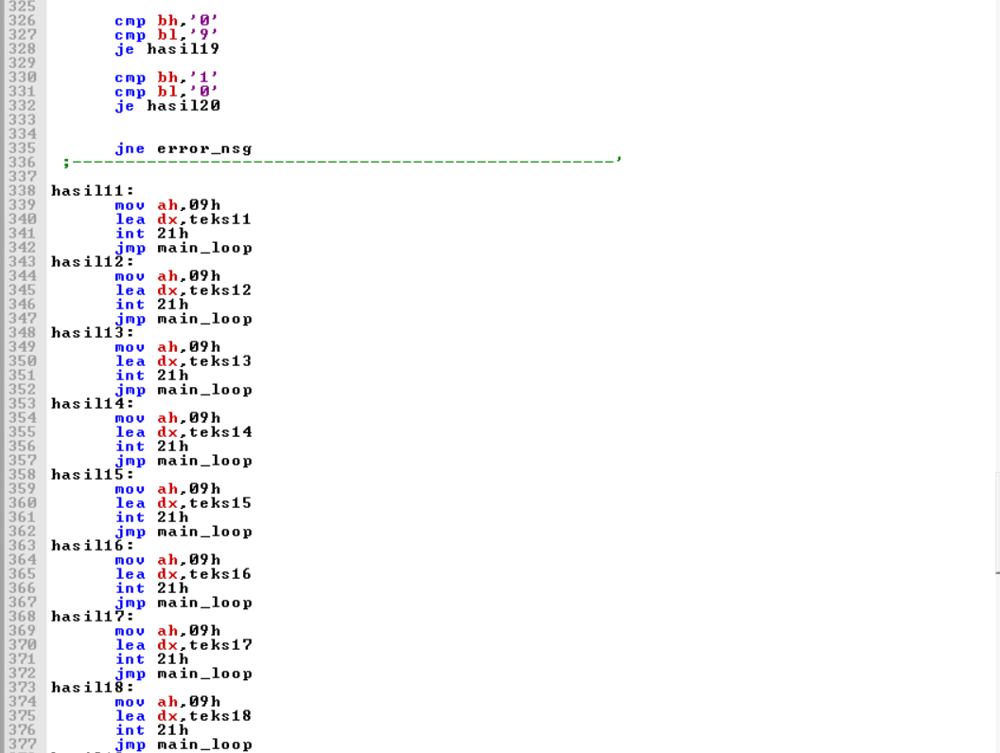 325
326 cmp bh,'0'
327 cmp bl,'9'
328 je hasil19
329
330 cmp bh,'1'
331 cmp bl,'0'
332 je hasil20
333
334
335 jne error_nsg
336 ;---------------------------------------------------'
337
338 hasil11:
339 mov ah,09h
340 lea dx,teks11
341 int 21h
342 jmp main_loop
343 hasil12:
344 mov ah,09h
345 lea dx,teks12
346 int 21h
347 jmp main_loop
348 hasil13:
349 mov ah,09h
350 lea dx,teks13
351 int 21h
352 jmp main_loop
353 hasil14:
354 mov ah,09h
355 lea dx,teks14
356 int 21h
357 jmp main_loop
358 hasil15:
359 mov ah,09h
360 lea dx,teks15
361 int 21h
362 jmp main_loop
363 hasil16:
364 mov ah,09h
365 lea dx,teks16
366 int 21h
367 jmp main_loop
368 hasil17:
369 mov ah,09h
370 lea dx,teks17
371 int 21h
372 jmp main_loop
373 hasil18:
374 mov ah,09h
375 lea dx,teks18
376 int 21h
377 jmp main_loop